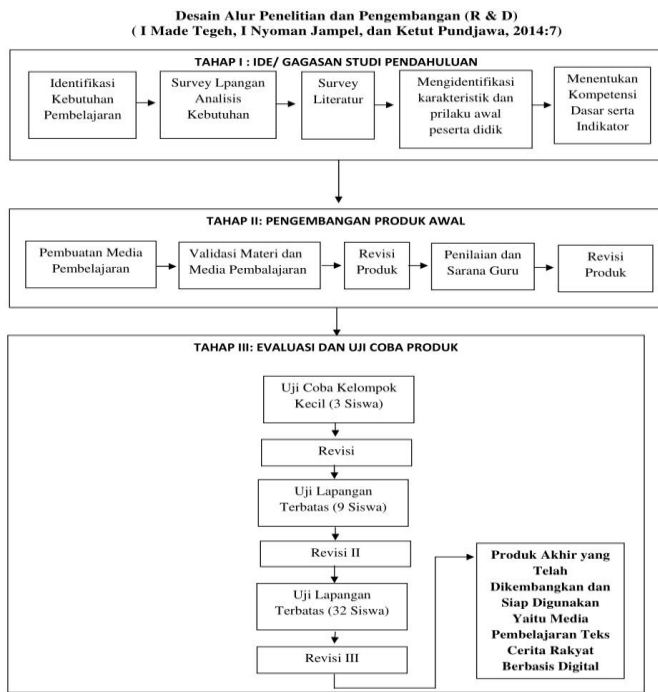 Desain Alur Penelitian dan Pengembangan (R & D)
( I Made Tegeh, I Nyoman Jampel, dan Ketut Pundjawa, 2014:7)
TAHAP I : IDE/ GAGASAN STUDI PENDAHULUAN
Identifikasi
Kebutuhan
Pembelajaran
Survey Lpangan
Analisis
Kebutuhan
Survey
Literatur
Mengidentifikasi
karakteristik dan
prilaku awal
peserta didik
Menentukan
Kompetensi
Dasar serta
Indikator
TAHAP II: PENGEMBANGAN PRODUK AWAL
Pembuatan Media
Pembelajaran
Validasi Materi dan
Media Pembalajaran
Revisi
Produk
Penilaian dan
Sarana Guru
Revisi
Produk
TAHAP III: EVALUASI DAN UJI COBA PRODUK
Uji Coba Kelompok
Kecil (3 Siswa)
Revisi
Uji Lapangan
Terbatas (9 Siswa)
Revisi II
Uji Lapangan
Terbatas (32 Siswa)
Revisi III
Produk Akhir yang
Telah
Dikembangkan dan
Siap Digunakan
Yaitu Media
Pembelajaran Teks
Cerita Rakyat
Berbasis Digital